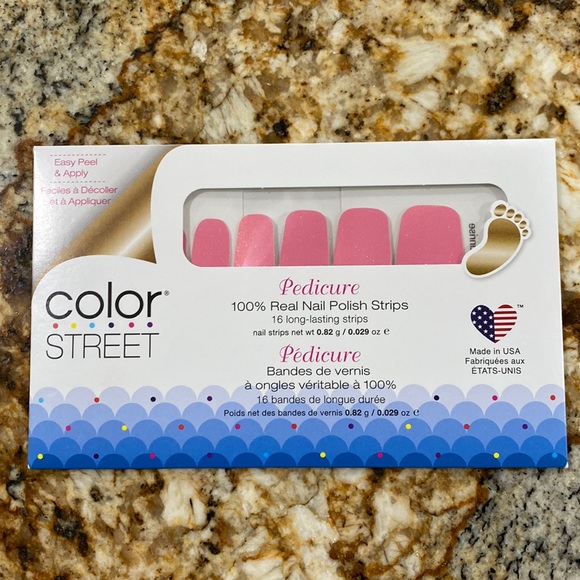 Easy Peel
& Apply
Faciles à Décoller
et à Appliquer
color®
STREET
Pedicure
100% Real Nail Polish Strips
16 long-lasting strips
nail strips net wt 0.82 g / 0.029 oz ℮
Pédicure
Bandes de vernis
à ongles véritable à 100%
16 bandes de longue durée
Poids net des bandes de vernis 0.82 g / 0.029 oz ℮
™
Made in USA
Fabriquées aux
ÉTATS-UNIS